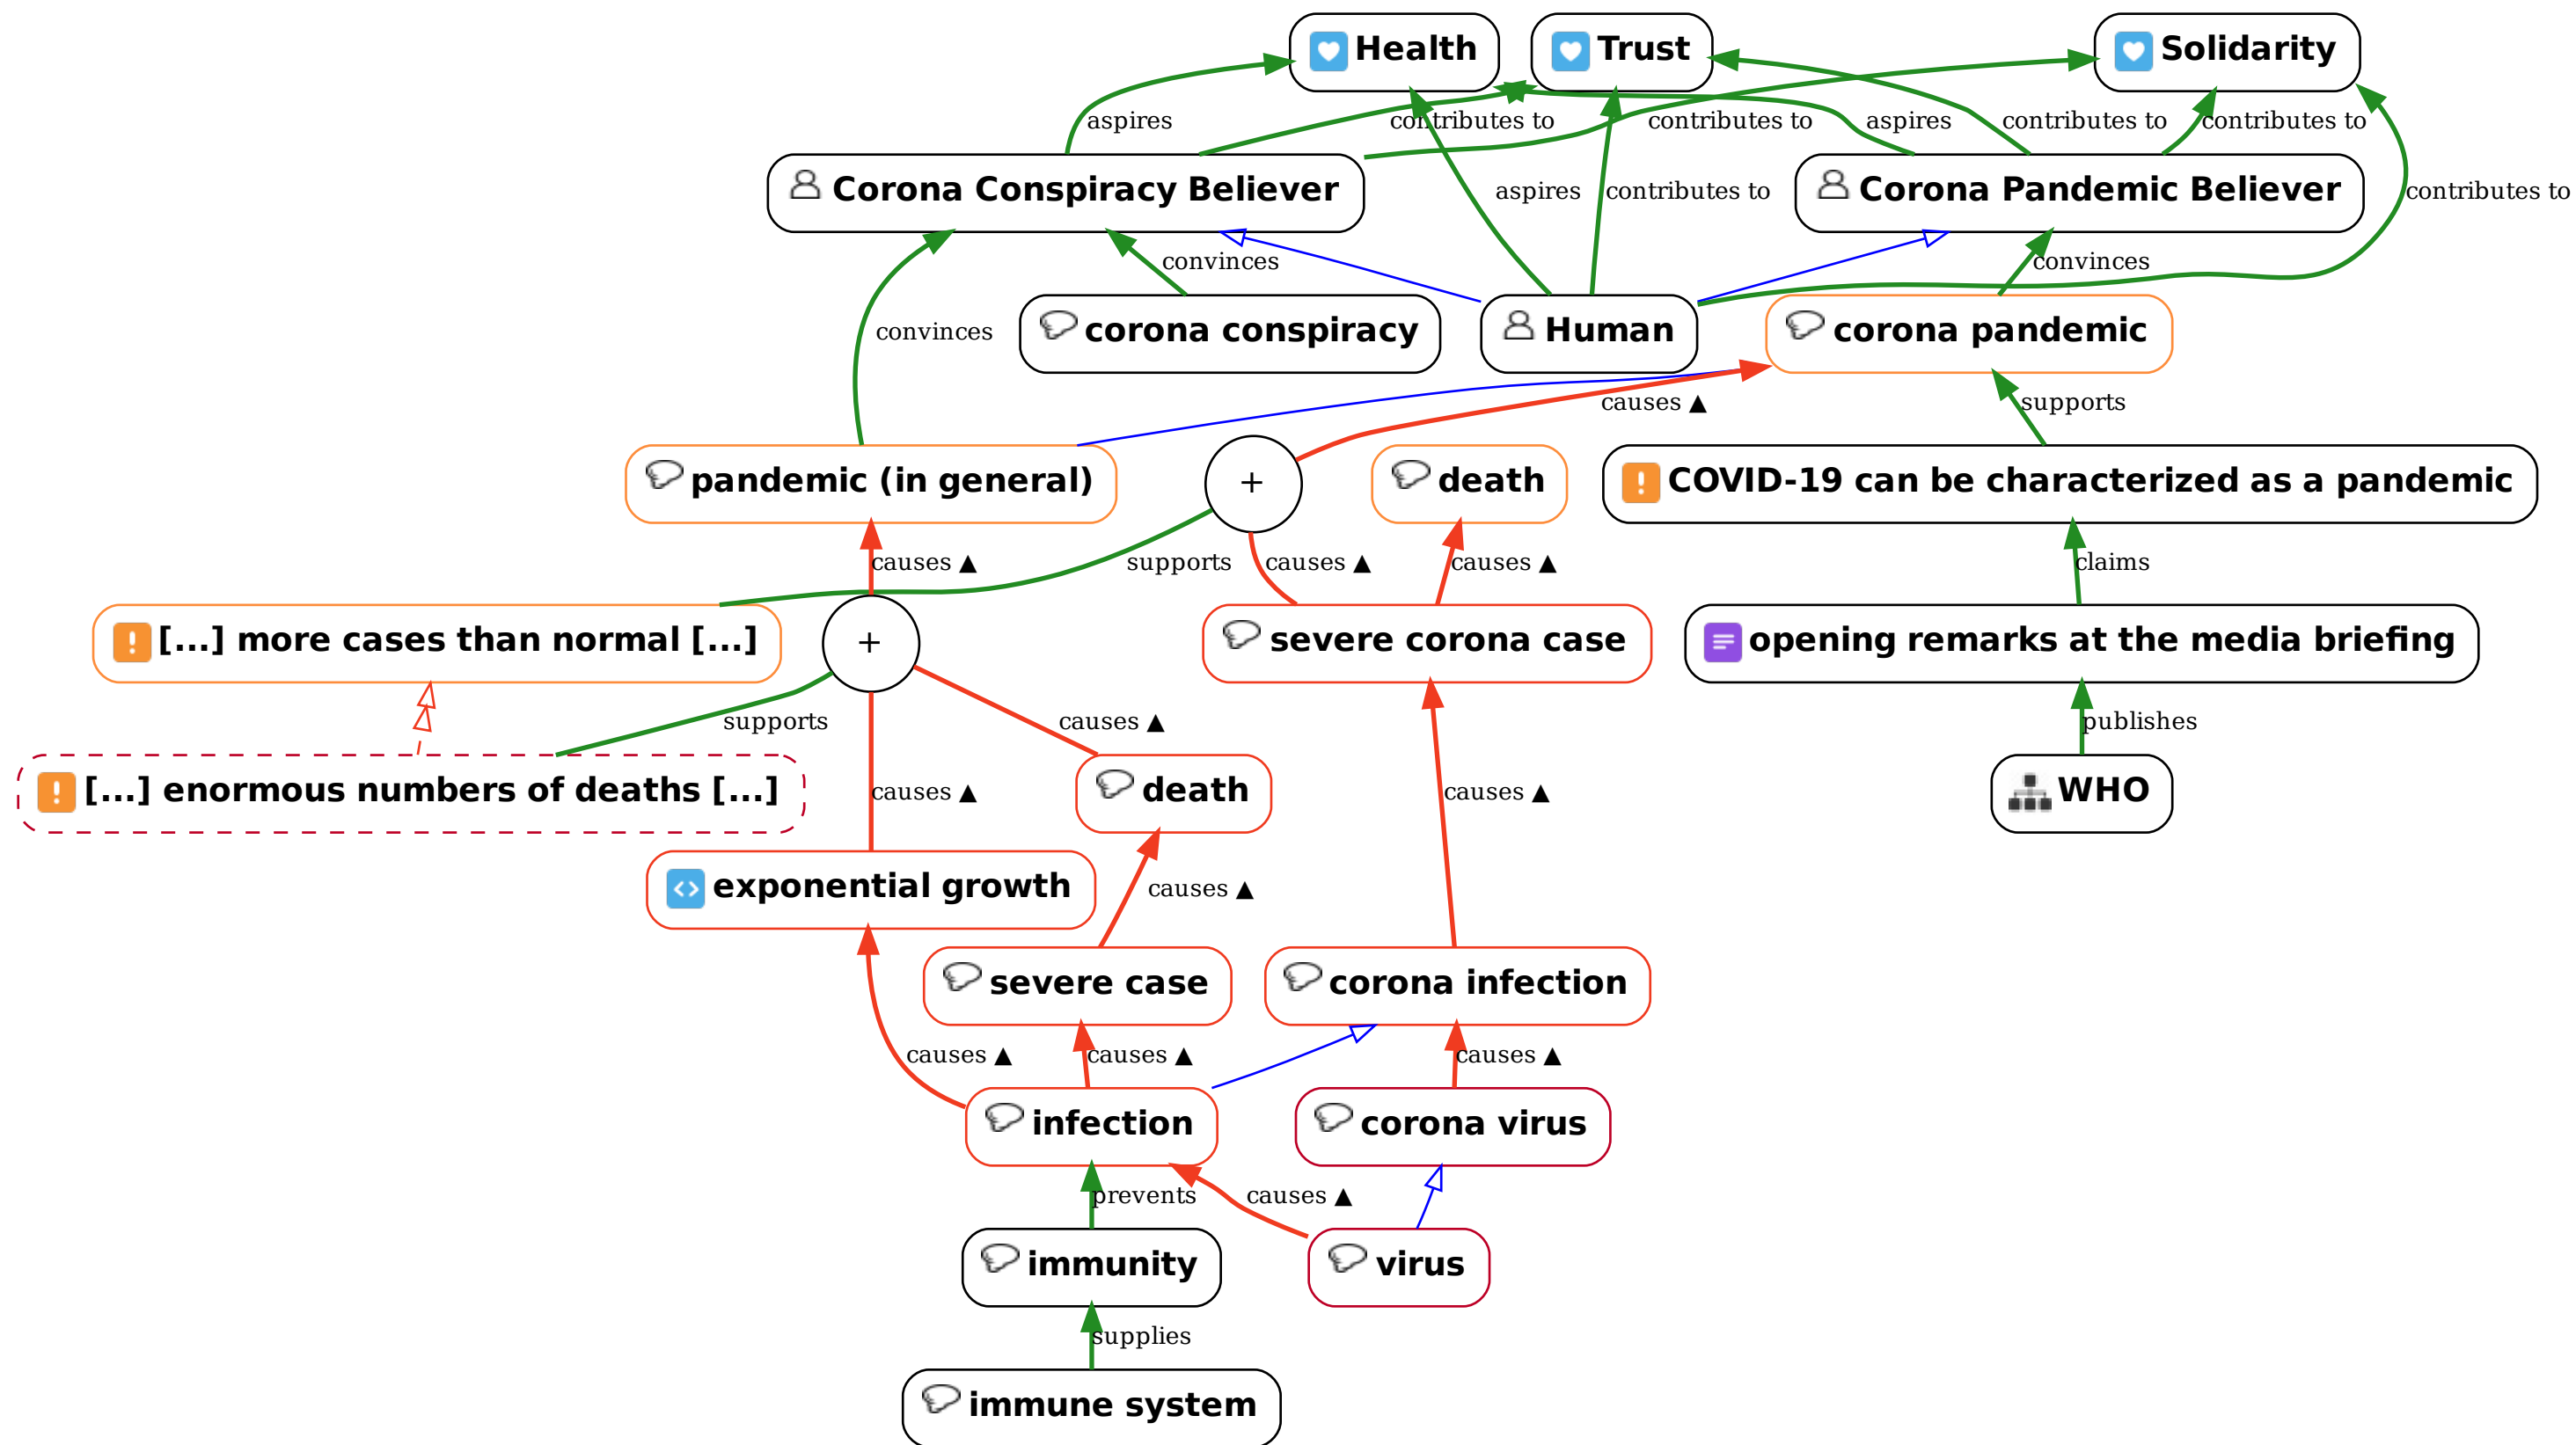 Health
Trust
Solidarity
aspires
contributes to
contributes to
aspires
contributes to
contributes to
Corona Conspiracy Believer
aspires
contributes to
Corona Pandemic Believer
contributes to
convinces
convinces
convinces
corona conspiracy
Human
corona pandemic
causes ▲
supports
pandemic (in general)
+
death
COVID-19 can be characterized as a pandemic
causes ▲
supports
causes ▲
causes ▲
claims
[...] more cases than normal [...]
+
severe corona case
opening remarks at the media briefing
supports
causes ▲
publishes
[...] enormous numbers of deaths [...]
causes ▲
death
causes ▲
WHO
exponential growth
causes ▲
severe case
corona infection
causes ▲
causes ▲
causes ▲
infection
corona virus
prevents
causes ▲
immunity
virus
supplies
immune system